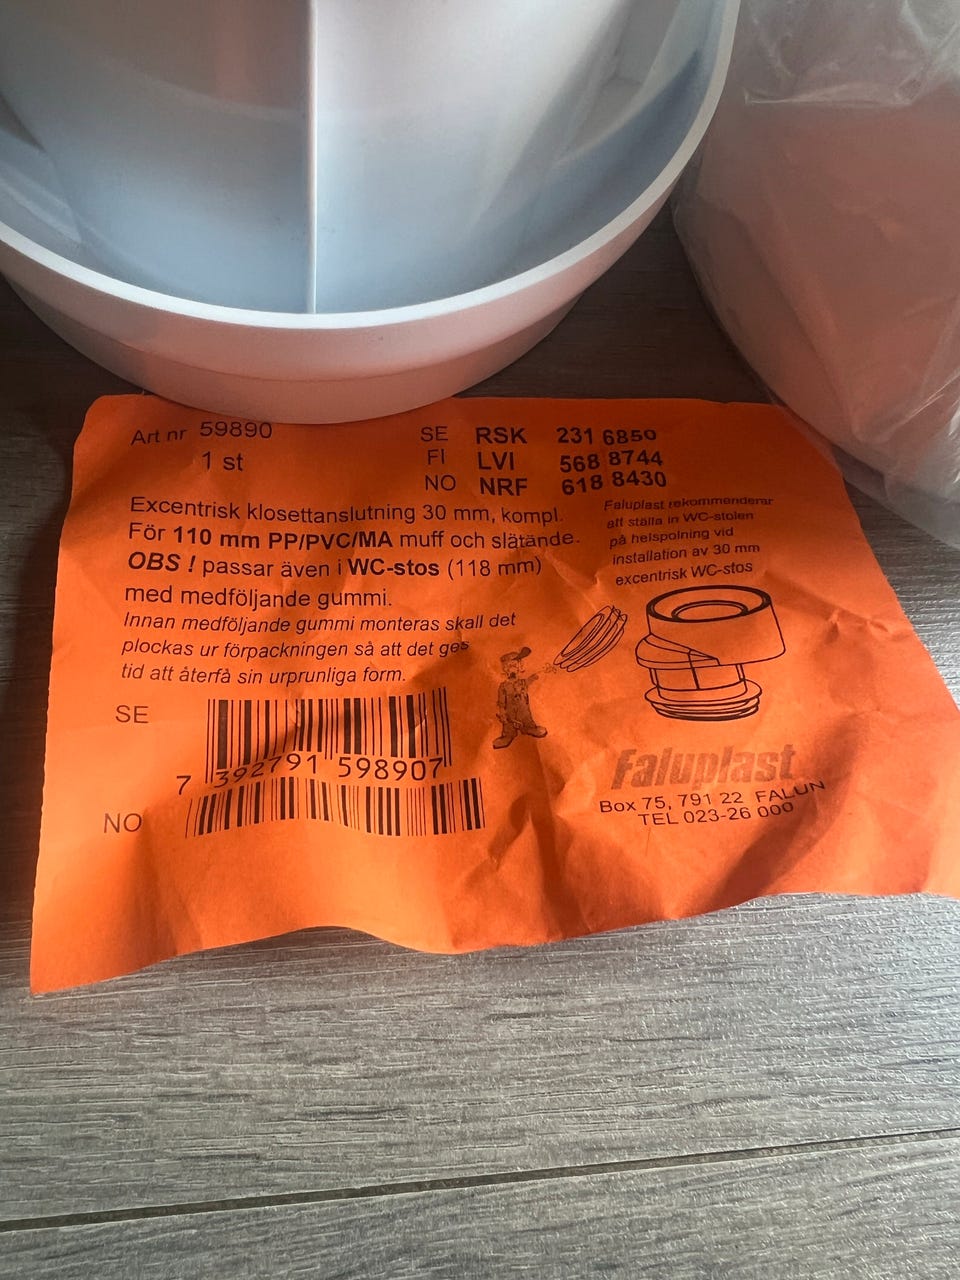 Art nr 59890
1 st
SE RSK 231 6850
FI LVI 568 8744
NO NRF 618 8430
Excentrisk klosettanslutning 30 mm, kompl.
För 110 mm PP/PVC/MA muff och slätände.
OBS ! passar även i WC-stos (118 mm)
med medföljande gummi.
Innan medföljande gummi monteras skall det
plockas ur förpackningen så att det ges
tid att återfå sin urprunliga form.
Faluplast rekommenderar
att ställa in WC-stolen
på helspolning vid
installation av 30 mm
excentrisk WC-stos
SE
7 392791 598907
NO
Faluplast
Box 75, 791 22 FALUN
TEL 023-26 000